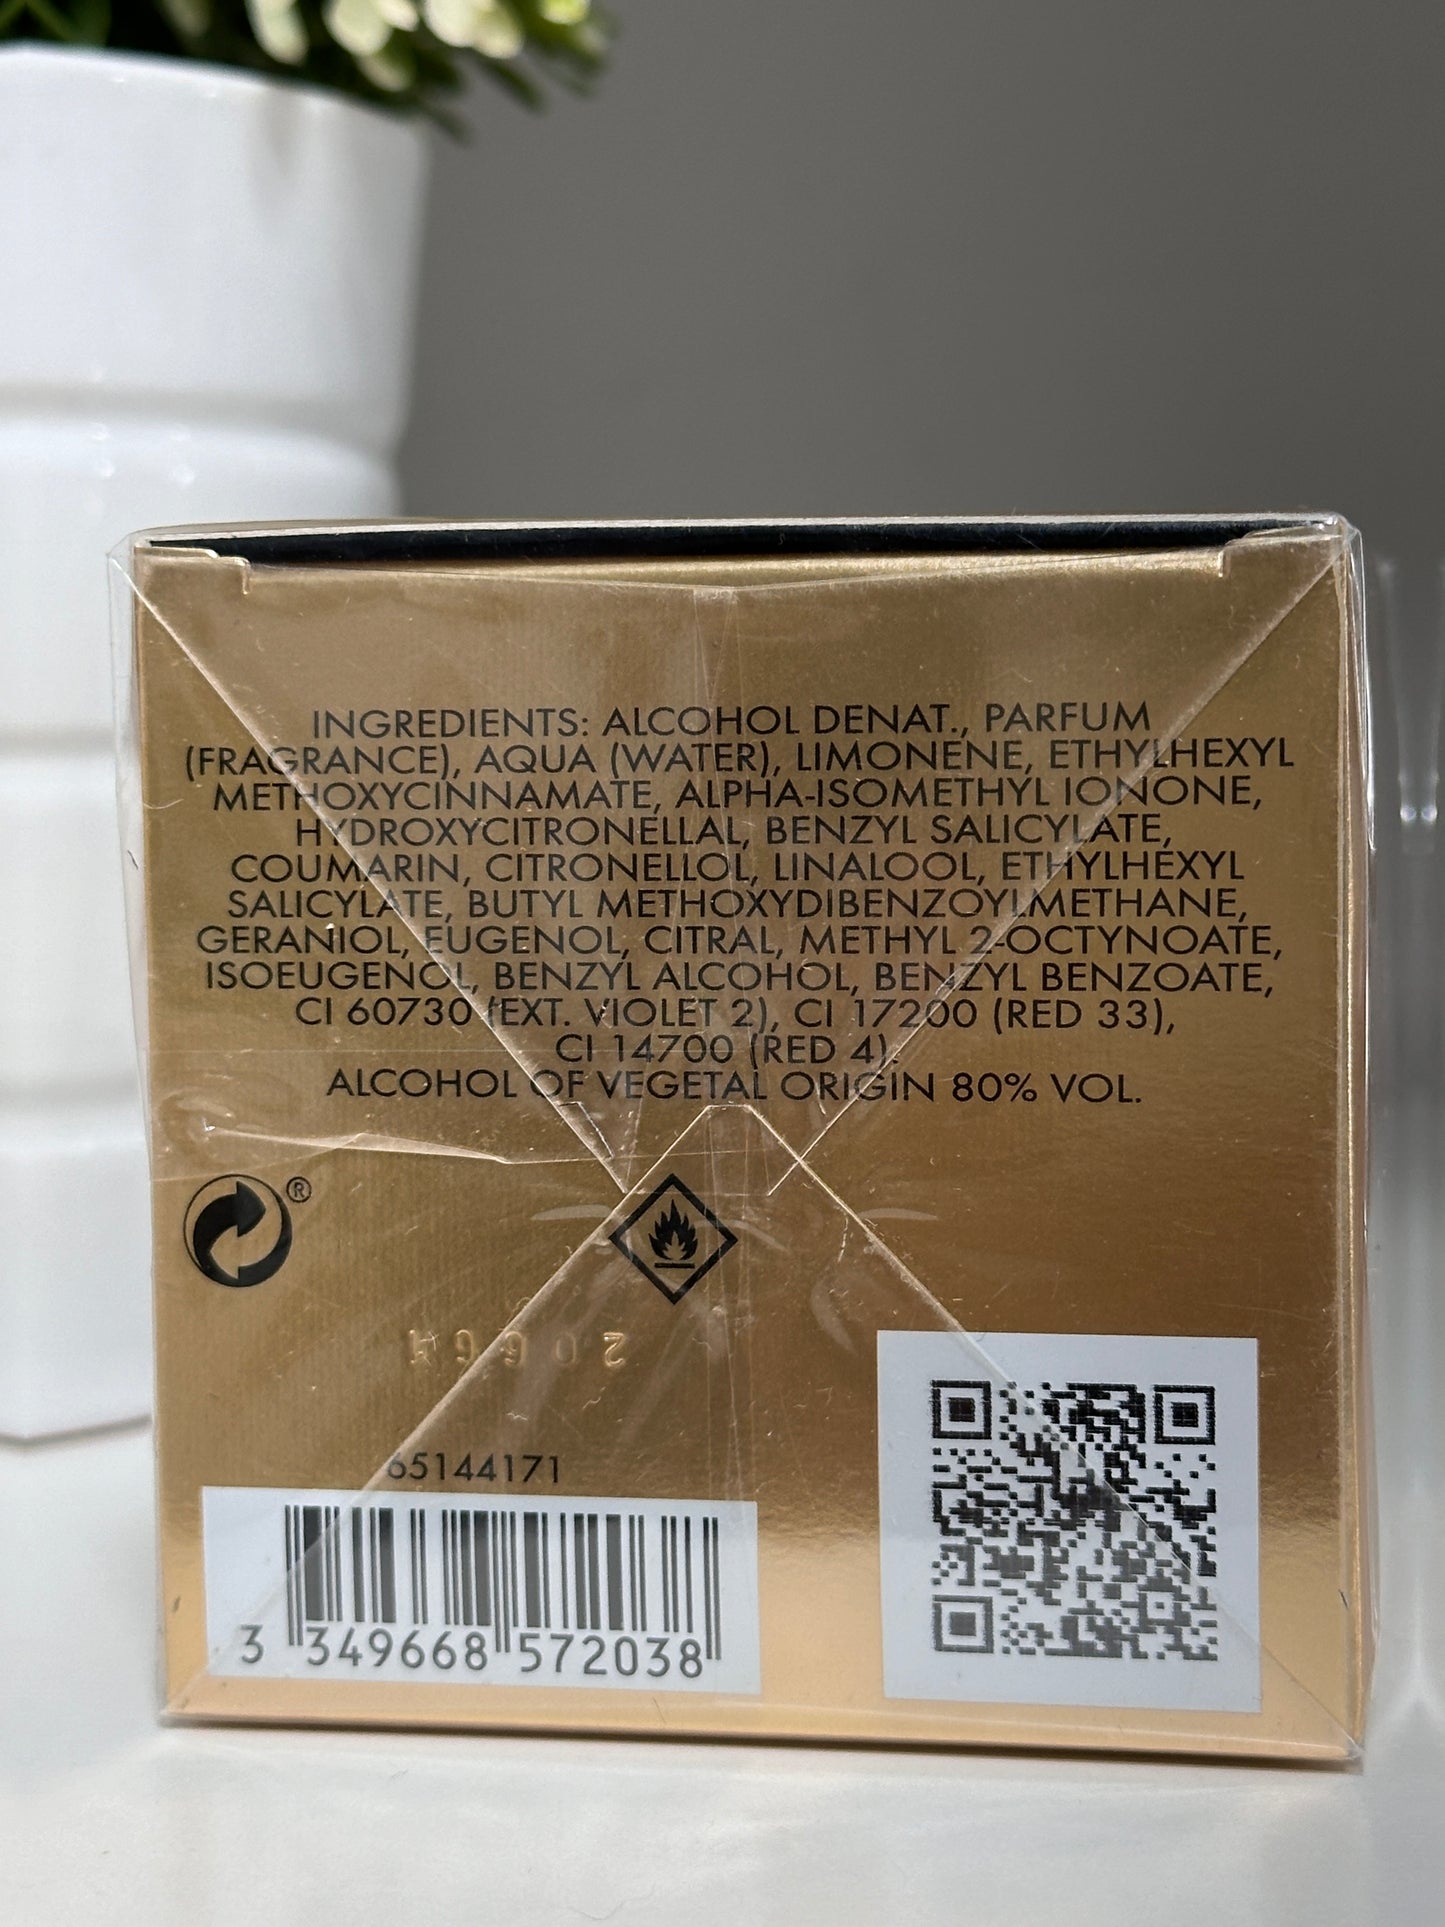 INGREDIENTS: ALCOHOL DENAT., PARFUM
(FRAGRANCE), AQUA (WATER), LIMONENE, ETHYLHEXYL
METHOXYCINNAMATE, ALPHA-ISOMETHYL IONONE,
HYDROXYCITRONELLAL, BENZYL SALICYLATE,
COUMARIN, CITRONELLOL, LINALOOL, ETHYLHEXYL
SALICYLATE, BUTYL METHOXYDIBENZOYLMETHANE,
GERANIOL, EUGENOL, CITRAL, METHYL 2-OCTYNOATE,
ISOEUGENOL, BENZYL ALCOHOL, BENZYL BENZOATE,
CI 60730 (EXT. VIOLET 2), CI 17200 (RED 33),
CI 14700 (RED 4).
ALCOHOL OF VEGETAL ORIGIN 80% VOL.
®
2066M
65144171
3 349668 572038